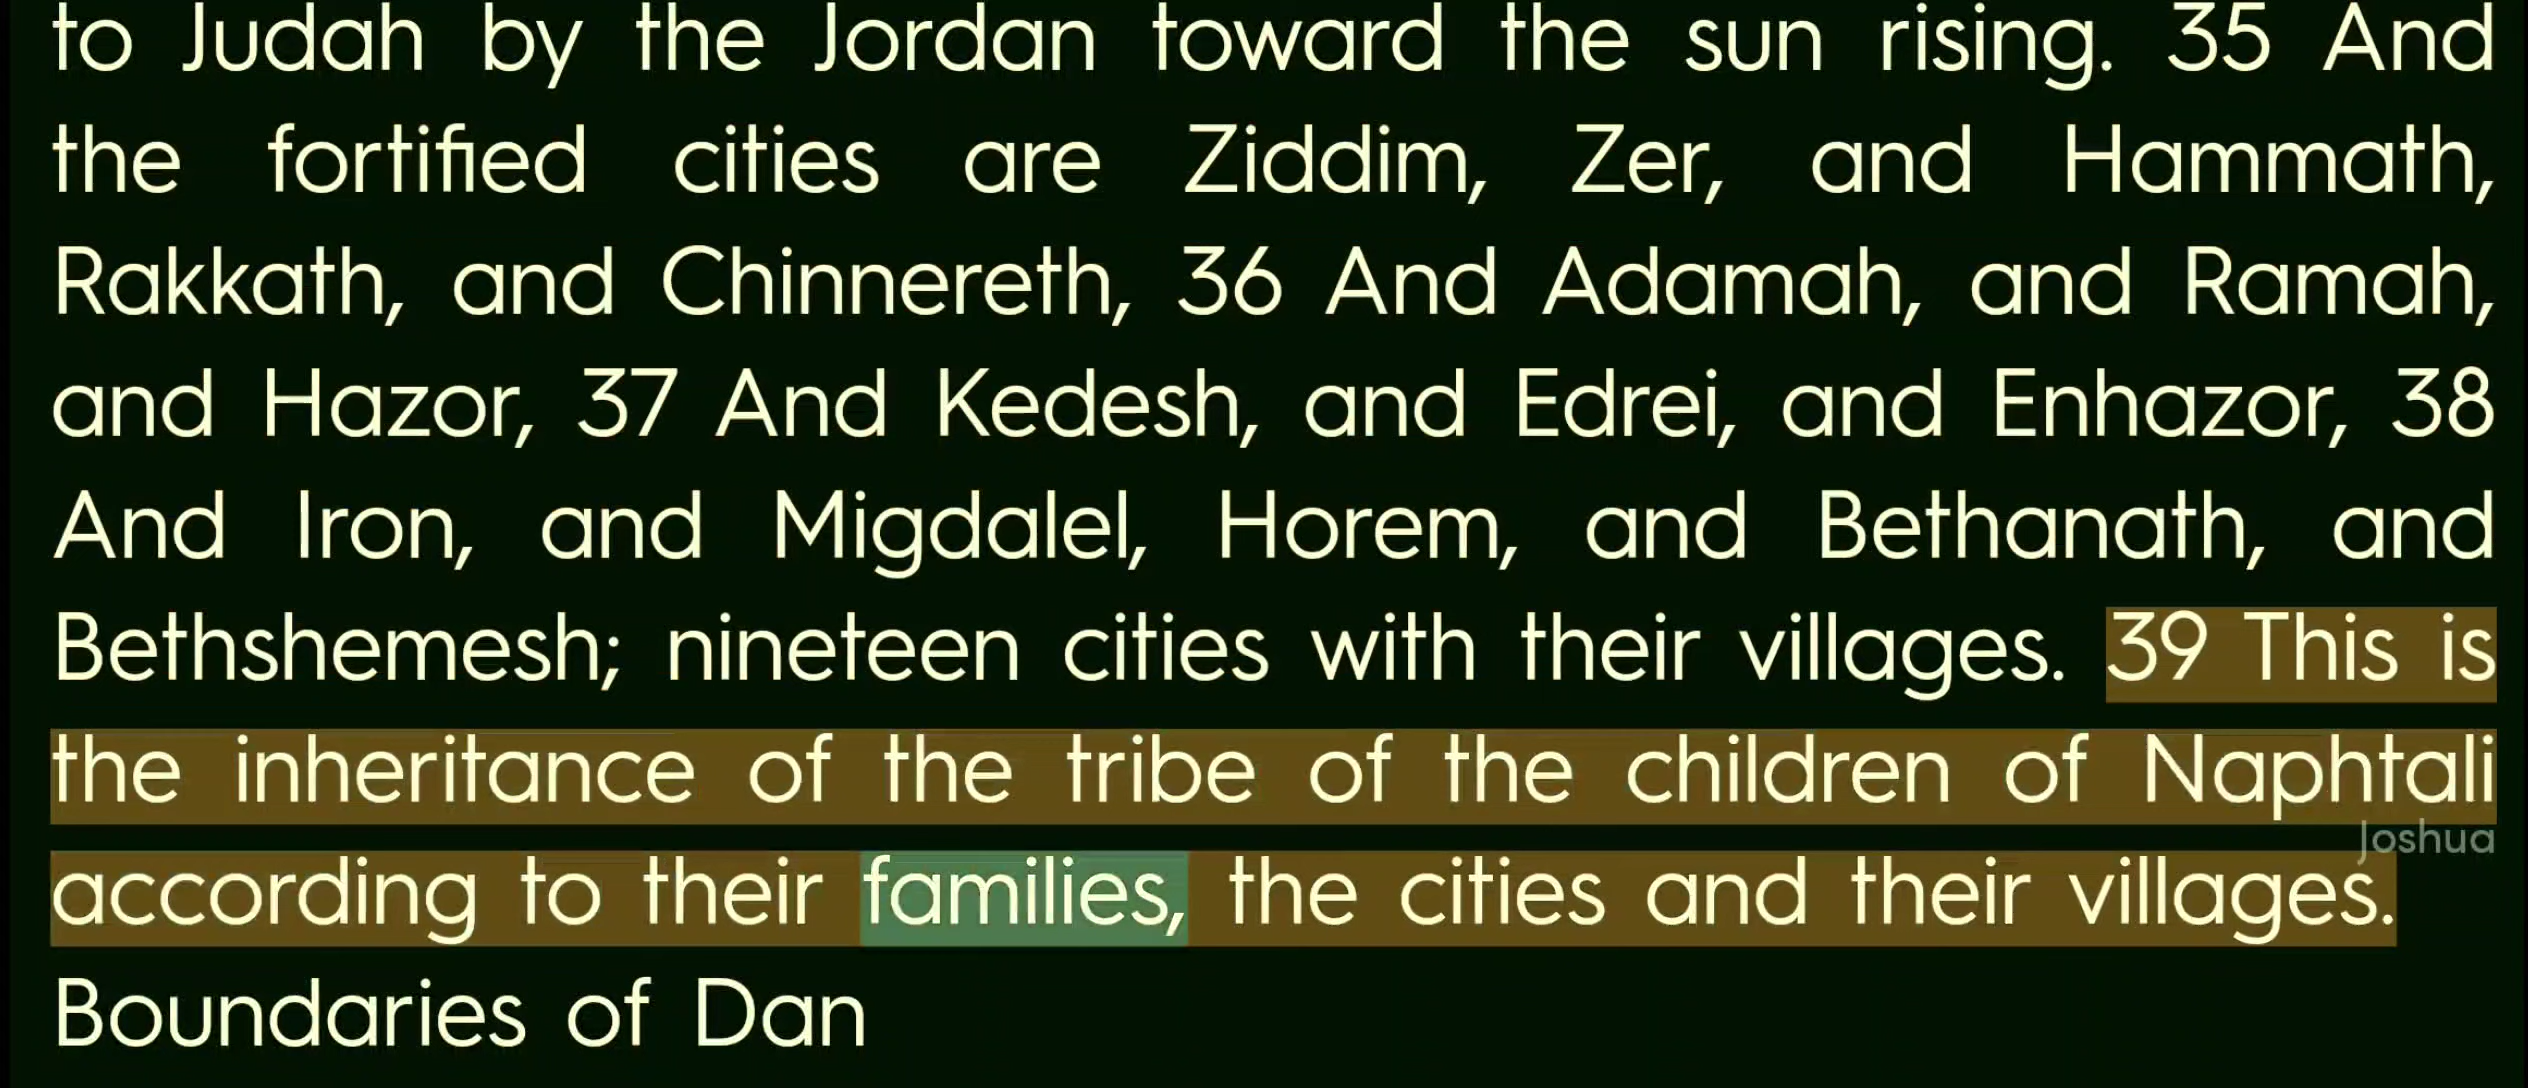 to Judah by the Jordan toward the sun rising. 35 And
the fortified cities are Ziddim, Zer, and Hammath,
Rakkath, and Chinnereth, 36 And Adamah, and Ramah,
and Hazor, 37 And Kedesh, and Edrei, and Enhazor, 38
And Iron, and Migdalel, Horem, and Bethanath, and
Bethshemesh; nineteen cities with their villages. 39 This is
the inheritance of the tribe of the children of Naphtali
Joshua
according to their families, the cities and their villages.
Boundaries of Dan